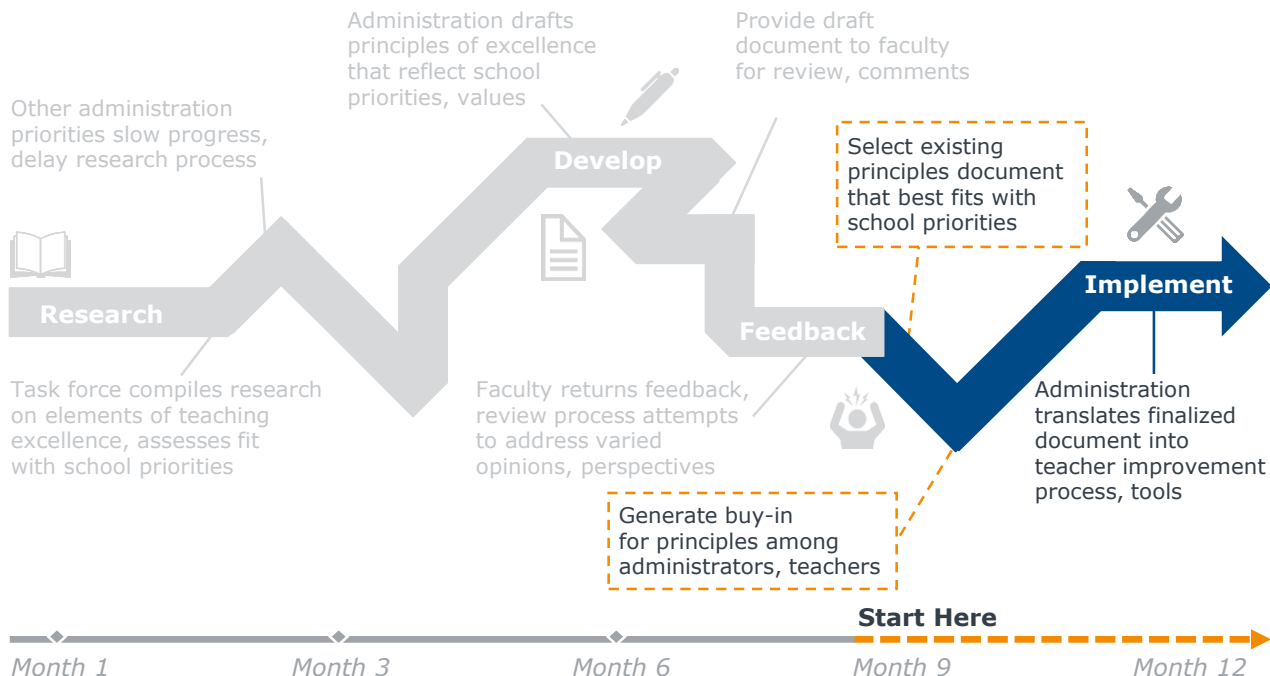 Administration drafts
principles of excellence
that reflect school
priorities, values
Provide draft
document to faculty
for review, comments
Other administration
priorities slow progress,
delay research process
Develop
Select existing
principles document
that best fits with
school priorities
Research
Feedback
Implement
Task force compiles research
on elements of teaching
excellence, assesses fit
with school priorities
Faculty returns feedback,
review process attempts
to address varied
opinions, perspectives
Administration
translates finalized
document into
teacher improvement
process, tools
Generate buy-in
for principles among
administrators, teachers
Start Here
Month 1
Month 3
Month 6
Month 9
Month 12